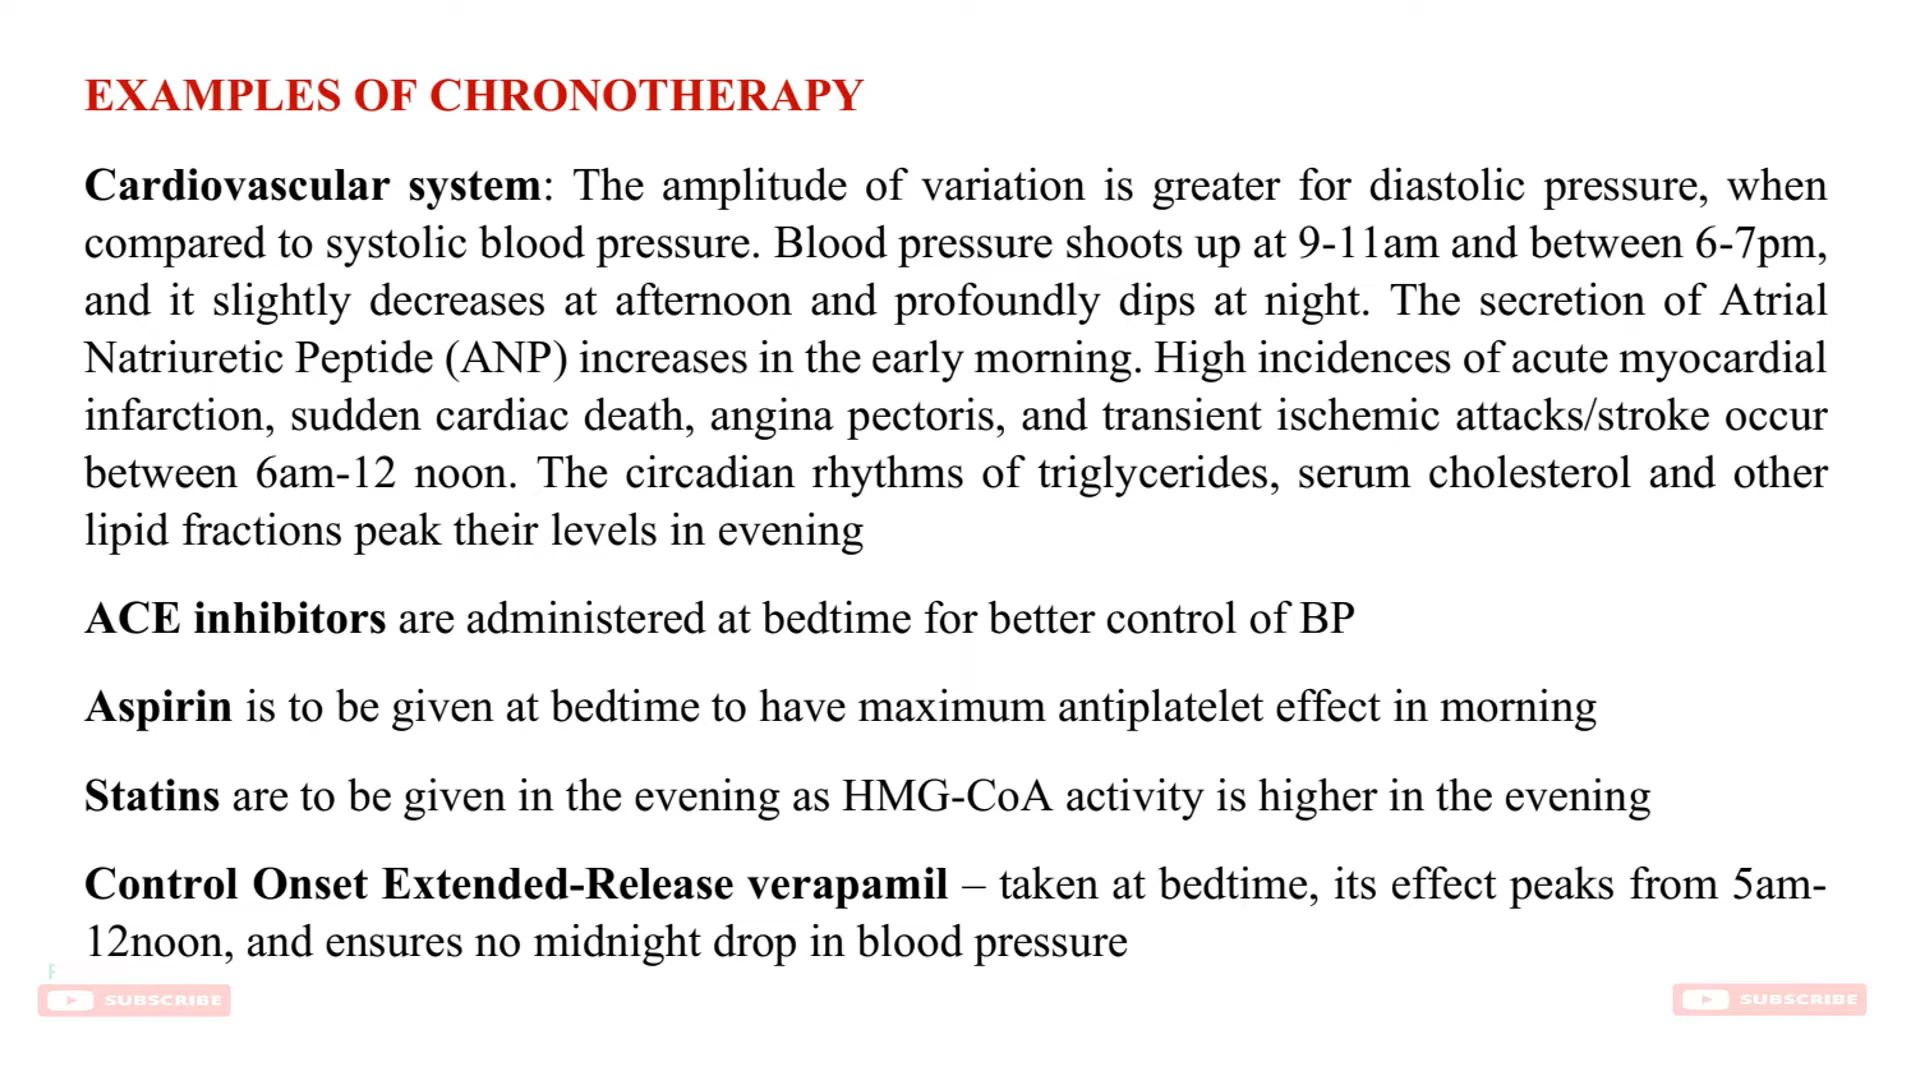 EXAMPLES OF CHRONOTHERAPY
Cardiovascular system: The amplitude of variation is greater for diastolic pressure, when
compared to systolic blood pressure. Blood pressure shoots up at 9-11am and between 6-7pm,
and it slightly decreases at afternoon and profoundly dips at night. The secretion of Atrial
Natriuretic Peptide (ANP) increases in the early morning. High incidences of acute myocardial
infarction, sudden cardiac death, angina pectoris, and transient ischemic attacks/stroke occur
between 6am-12 noon. The circadian rhythms of triglycerides, serum cholesterol and other
lipid fractions peak their levels in evening
ACE inhibitors are administered at bedtime for better control of BP
Aspirin is to be given at bedtime to have maximum antiplatelet effect in morning
Statins are to be given in the evening as HMG-CoA activity is higher in the evening
Control Onset Extended-Release verapamil – taken at bedtime, its effect peaks from 5am-
12noon, and ensures no midnight drop in blood pressure
SUBSCRIBE
SUBSCRIBE